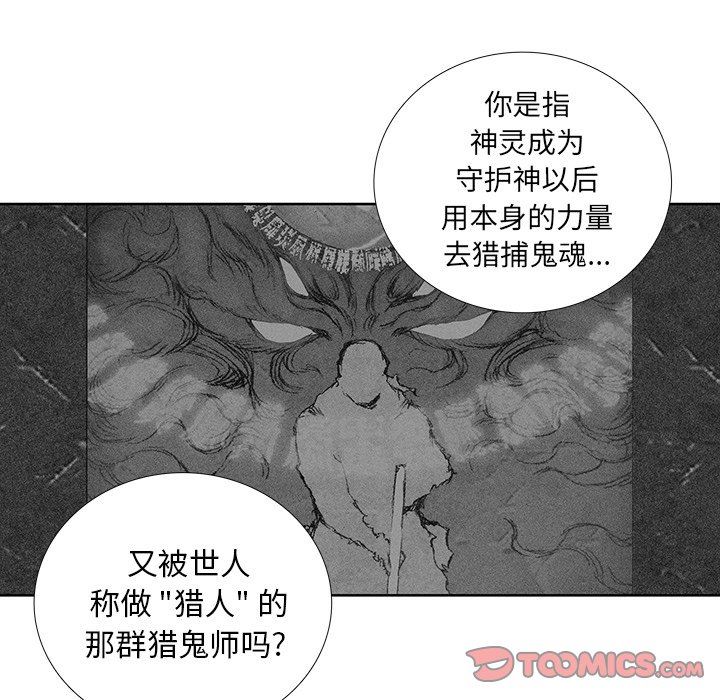 你是指
神灵成为
守护神以后
用本身的力量
去猎捕鬼魂...
又被世人
称做 "猎人" 的
那群猎鬼师吗?
TOOMICS.COM